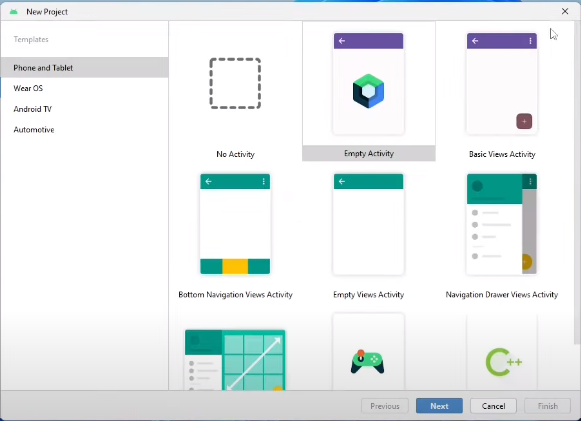 New Project
Templates
Phone and Tablet
Wear OS
Android TV
Automotive
No Activity
Empty Activity
Basic Views Activity
Bottom Navigation Views Activity
Empty Views Activity
Navigation Drawer Views Activity
C++
Previous
Next
Cancel
Finish